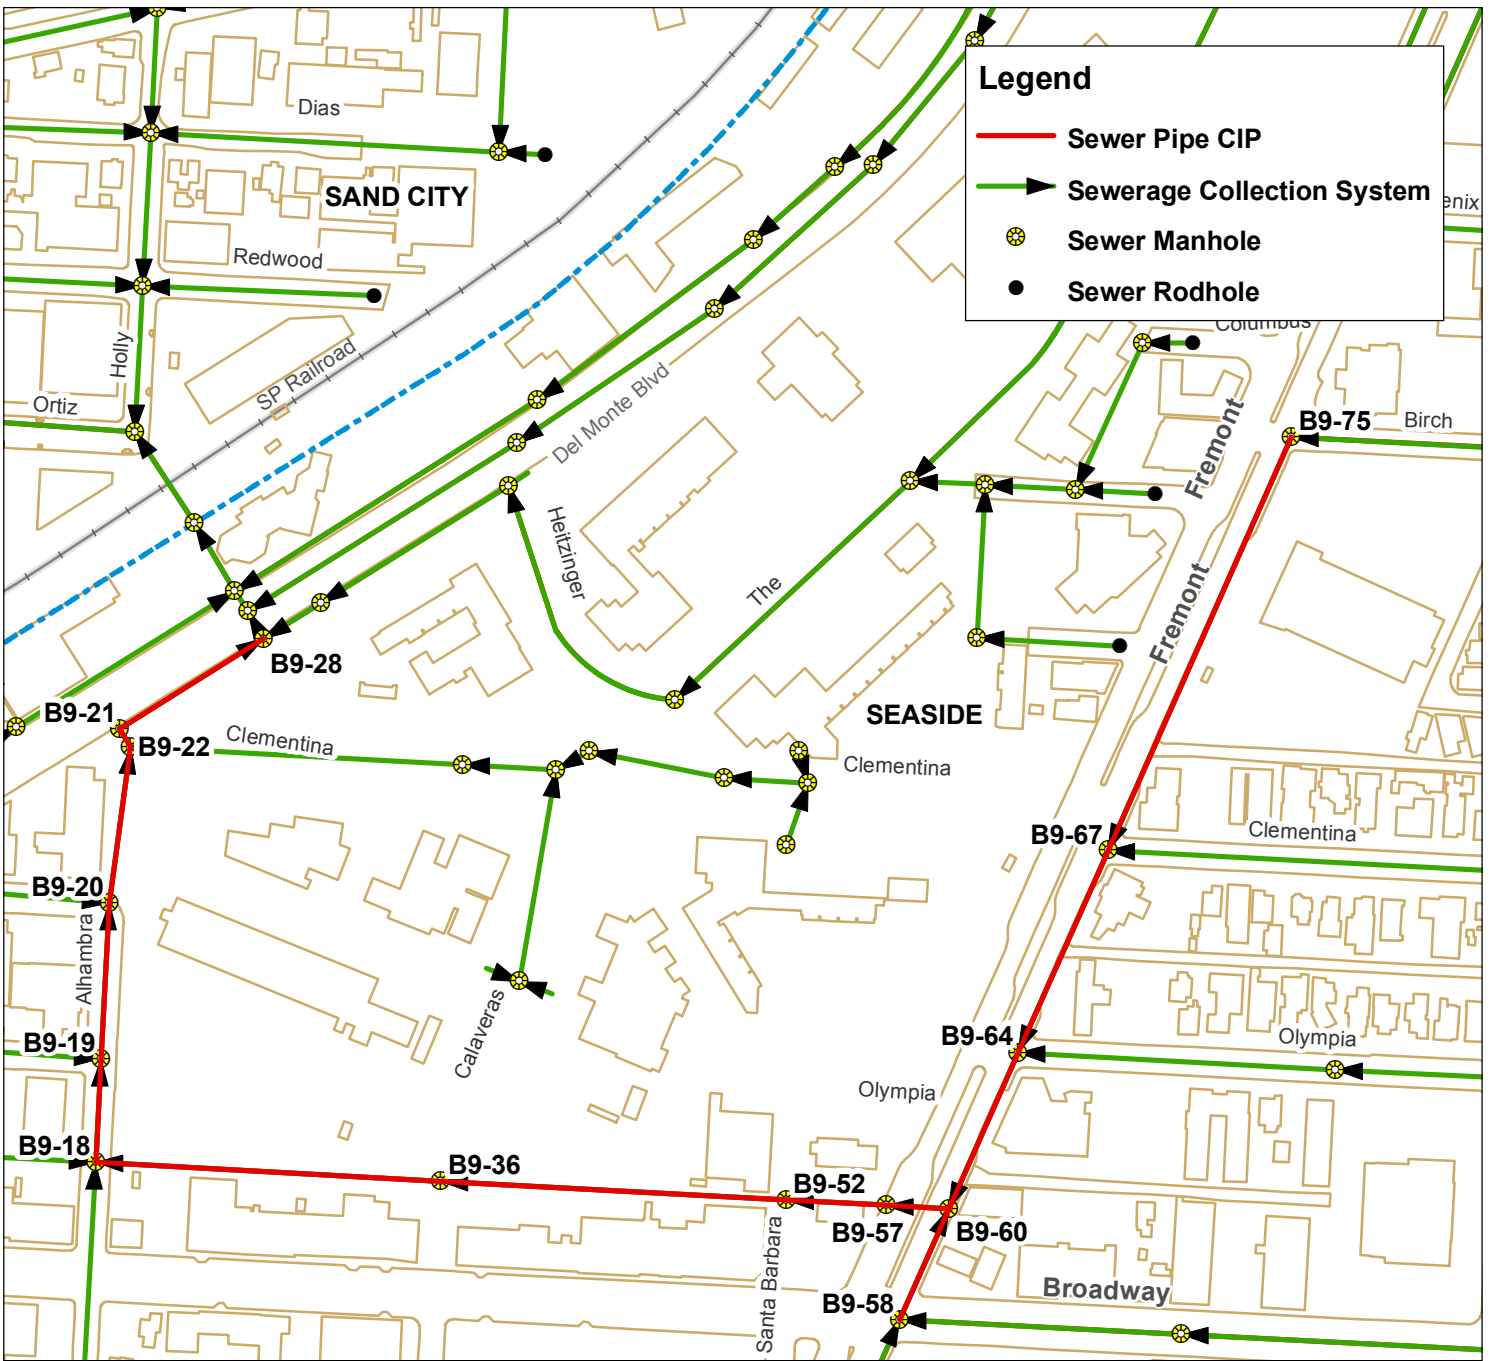 Legend
Sewer Pipe CIP
Sewerage Collection System
Sewer Manhole
Sewer Rodhole
Dias
SAND CITY
enix
Redwood
Holly
SP Railroad
Columbus
Ortiz
Del Monte Blvd
Fremont
B9-75
Birch
Heitzinger
The
Fremont
B9-28
B9-21
SEASIDE
B9-22
Clementina
Clementina
B9-67
Clementina
B9-20
Alhambra
Calaveras
B9-19
B9-64
Olympia
Olympia
B9-18
B9-36
B9-52
B9-57
B9-60
Santa Barbara
B9-58
Broadway